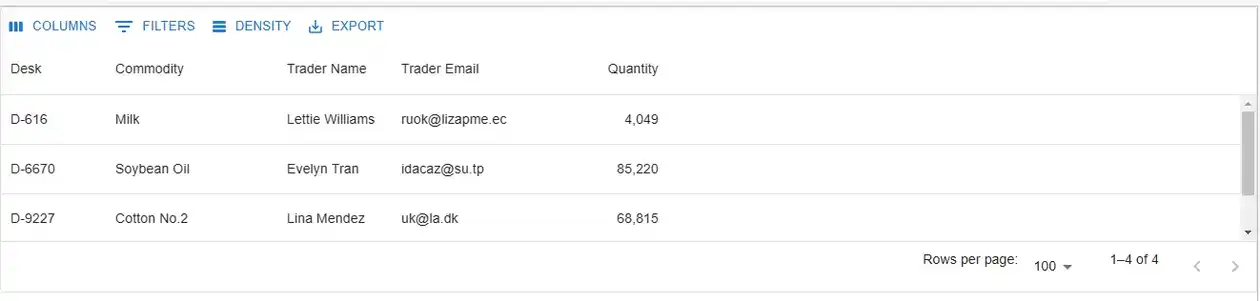 COLUMNS FILTERS DENSITY EXPORT
Desk Commodity Trader Name Trader Email Quantity
D-616 Milk Lettie Williams ruok@lizapme.ec 4,049
D-6670 Soybean Oil Evelyn Tran idacaz@su.tp 85,220
D-9227 Cotton No.2 Lina Mendez uk@la.dk 68,815
Rows per page: 100 1–4 of 4